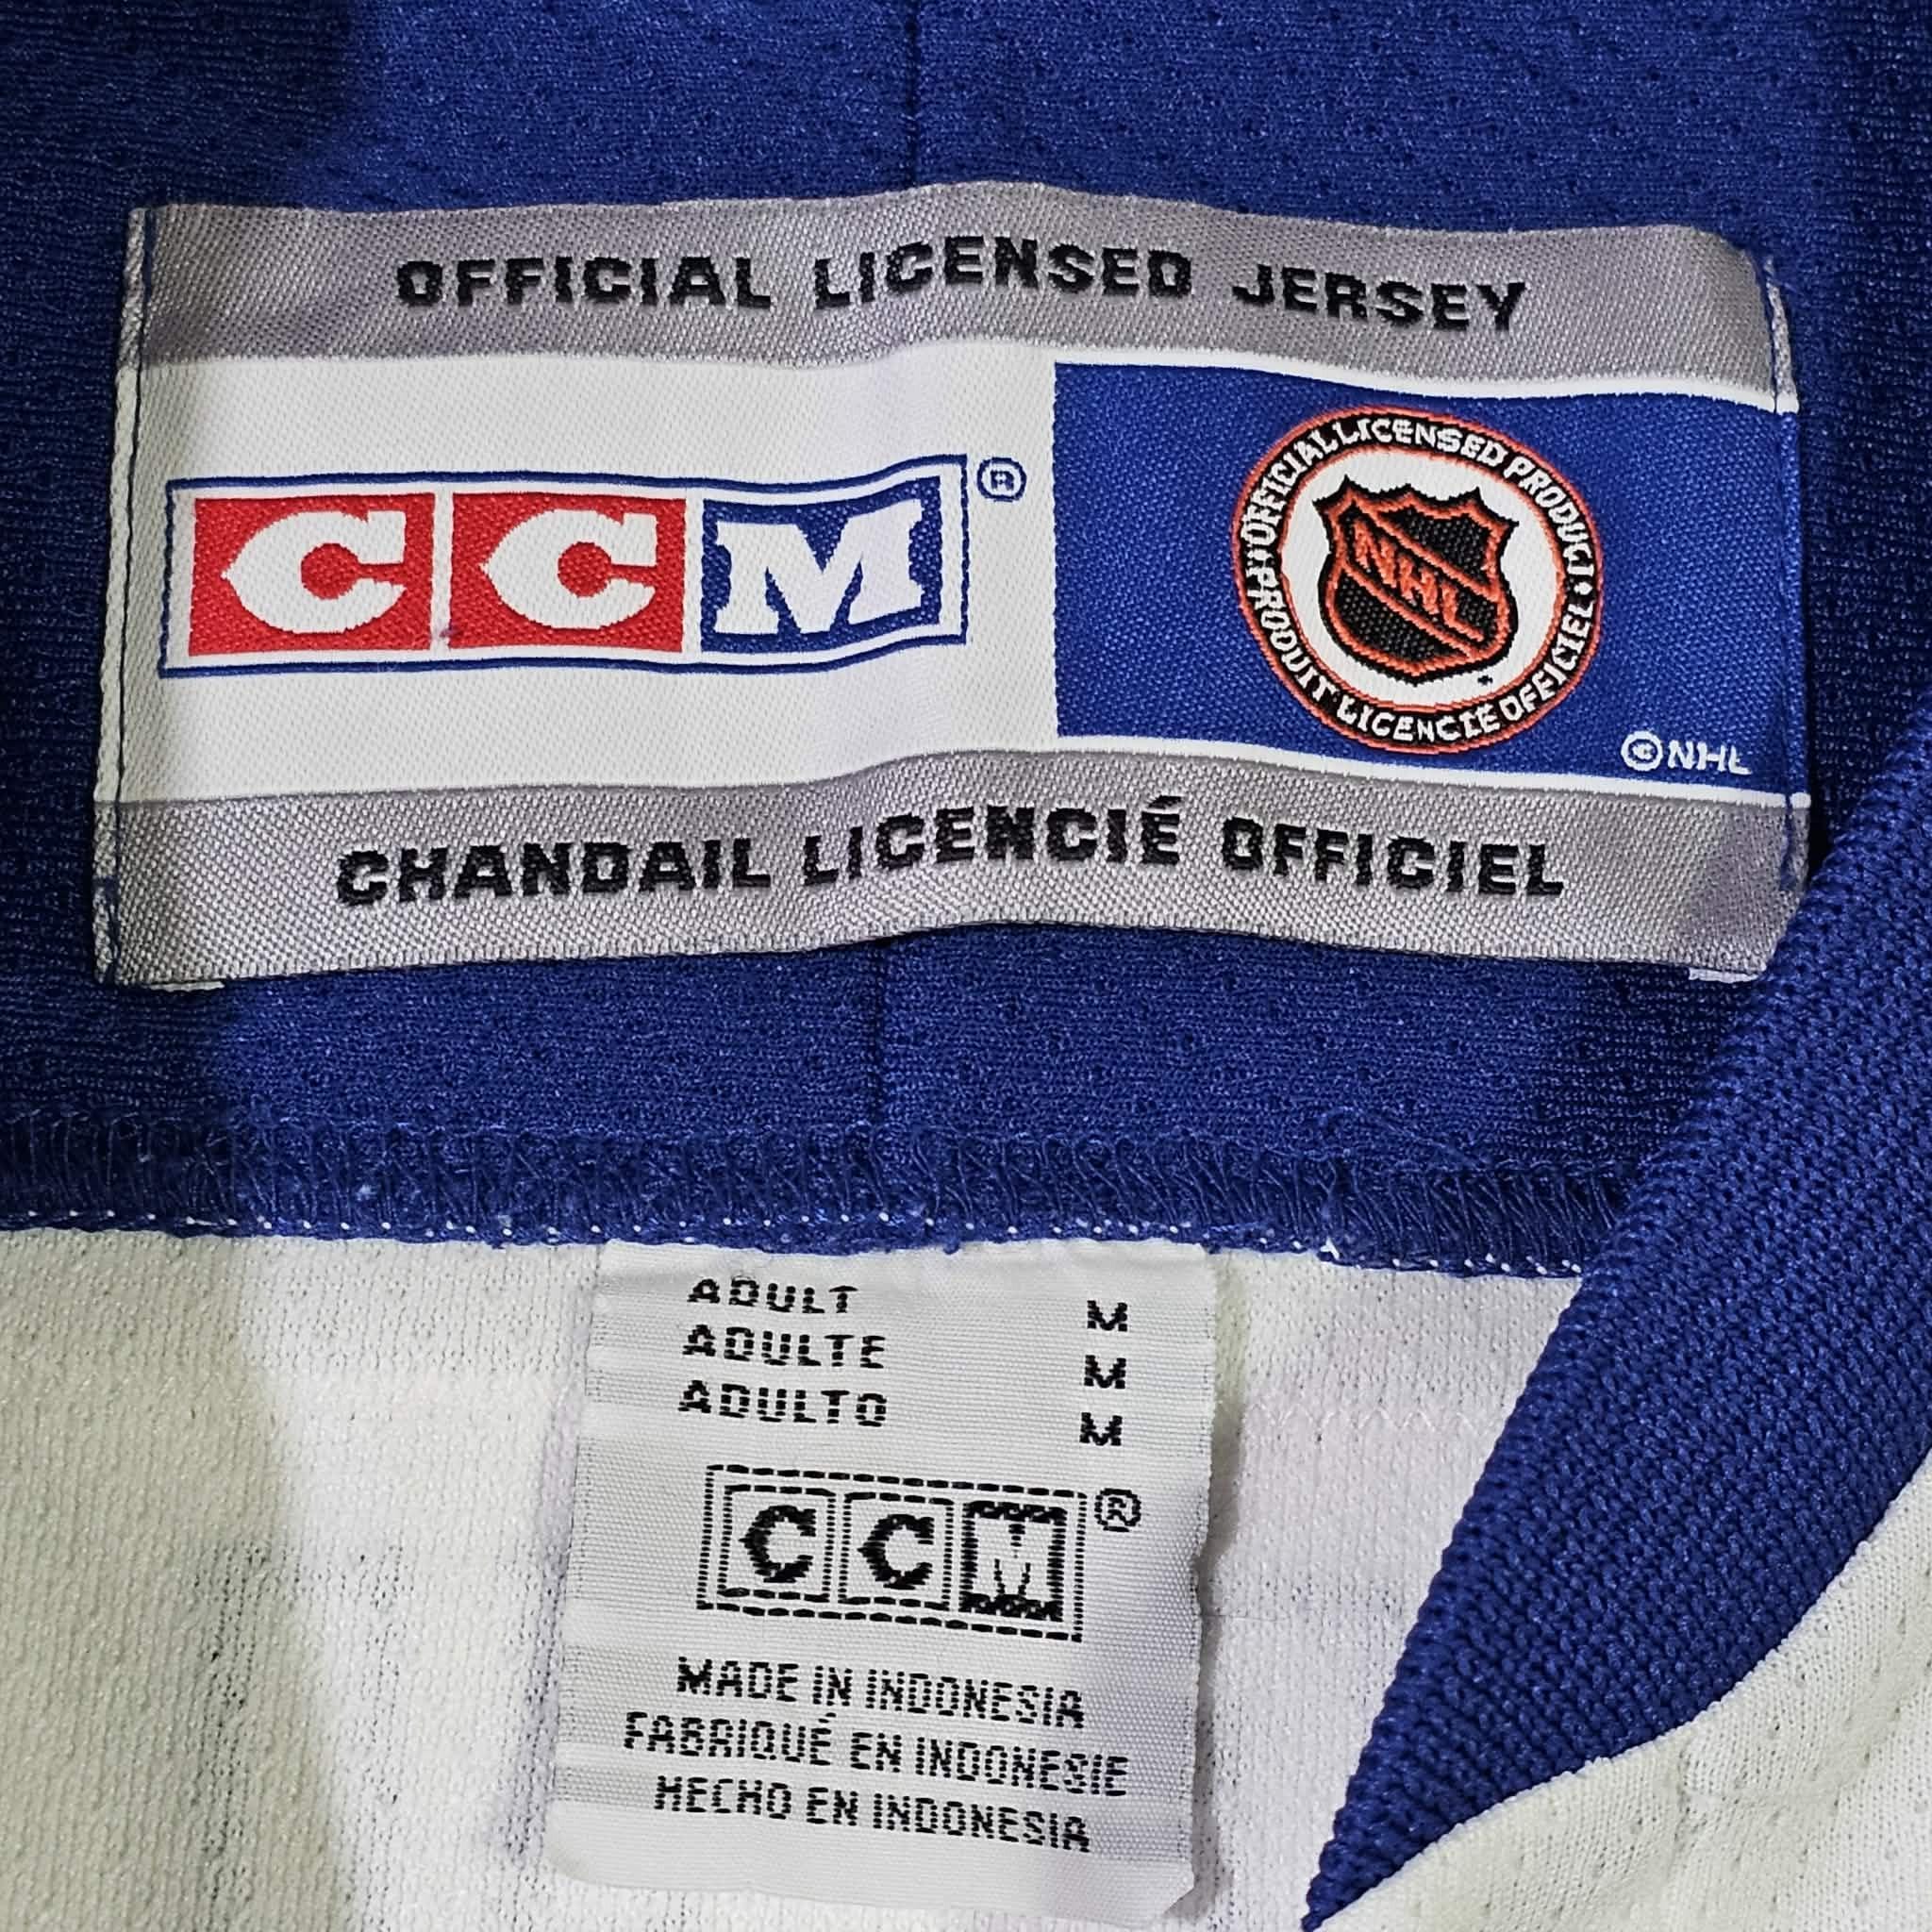 OFFICIAL LICENSED JERSEY
CCM®
OFFICIAL LICENSED PRODUCT •
NHL
• PRODUIT LICENCIE OFFICIEL
©NHL
CHANDAIL LICENCIÉ OFFICIEL
ADULT M
ADULTE M
ADULTO M
CCM®
MADE IN INDONESIA
FABRIQUÉ EN INDONESIE
HECHO EN INDONESIA